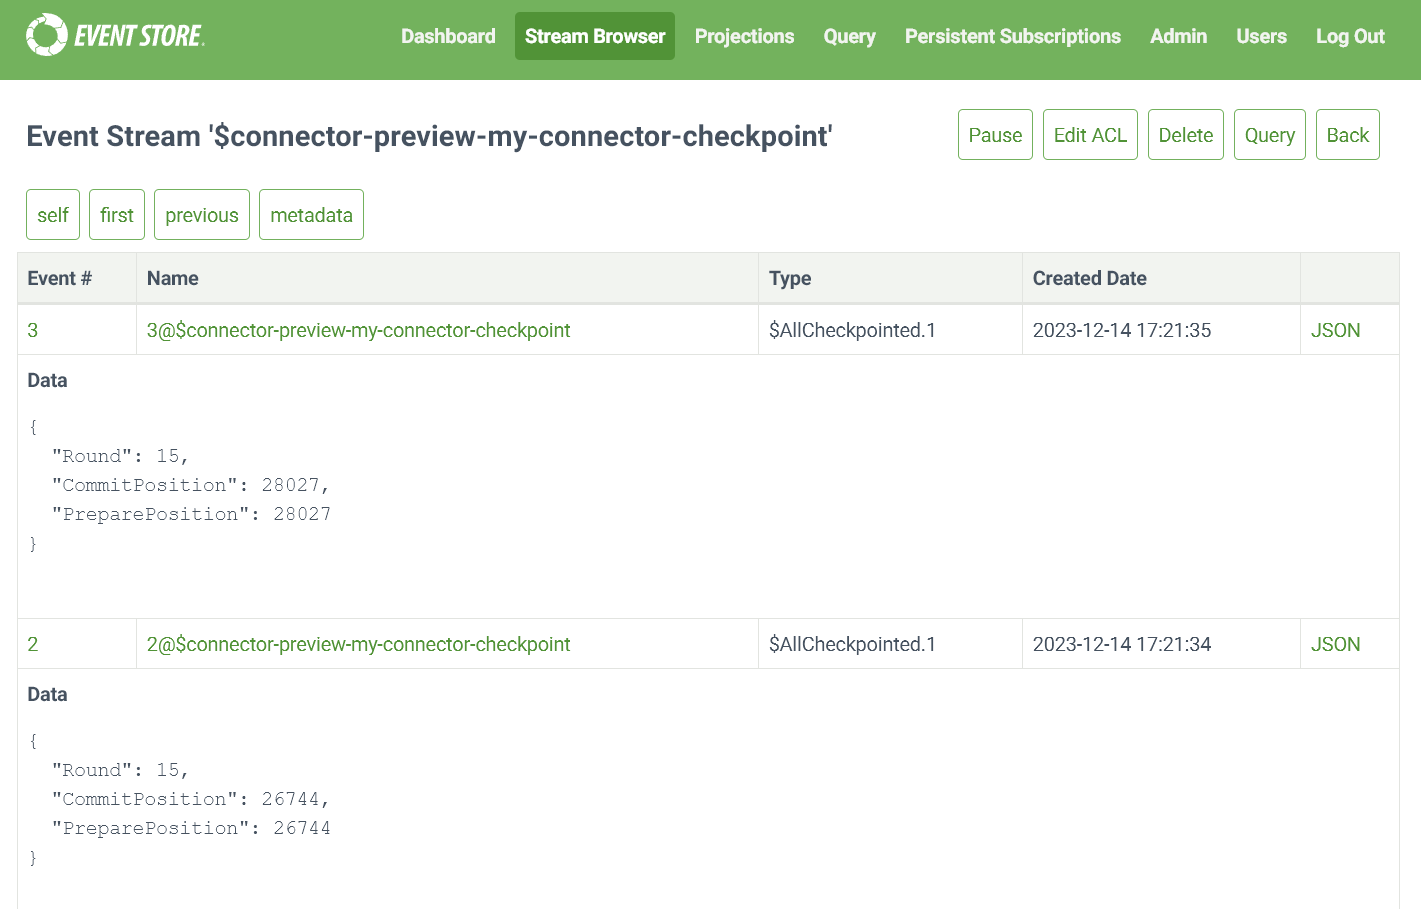 EVENT STORE
Dashboard Stream Browser Projections Query Persistent Subscriptions Admin Users Log Out
Event Stream '$connector-preview-my-connector-checkpoint'
Pause Edit ACL Delete Query Back
self first previous metadata
Event # Name Type Created Date
3 3@$connector-preview-my-connector-checkpoint $AllCheckpointed.1 2023-12-14 17:21:35 JSON
Data
{
"Round": 15,
"CommitPosition": 28027,
"PreparePosition": 28027
}
2 2@$connector-preview-my-connector-checkpoint $AllCheckpointed.1 2023-12-14 17:21:34 JSON
Data
{
"Round": 15,
"CommitPosition": 26744,
"PreparePosition": 26744
}